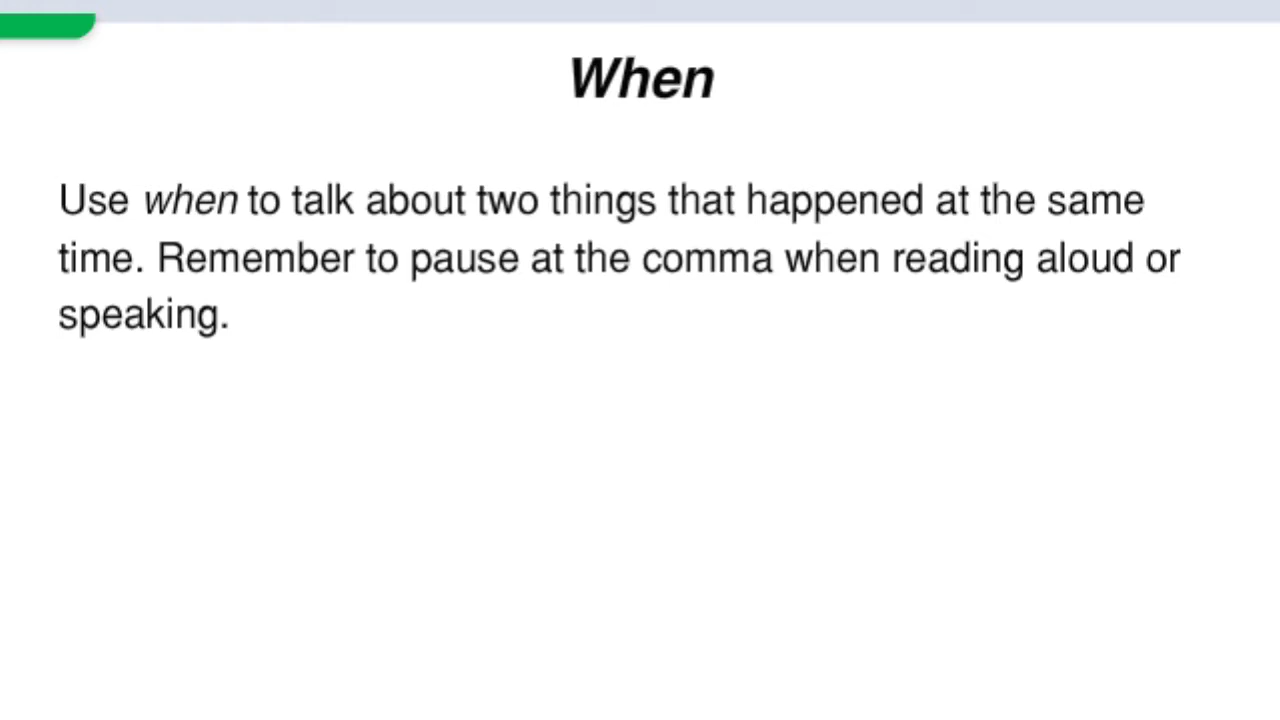 When
Use when to talk about two things that happened at the same
time. Remember to pause at the comma when reading aloud or
speaking.